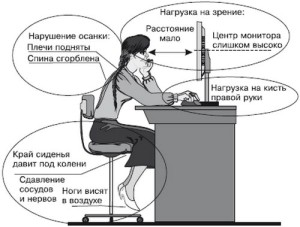 Нарушение осанки:
Плечи подняты
Спина сгорблена
Нагрузка на зрение:
Расстояние
мало
Центр монитора
слишком высоко
Нагрузка на кисть
правой руки
Край сиденья
давит под колени
Сдавление
сосудов
и нервов
Ноги висят
в воздухе